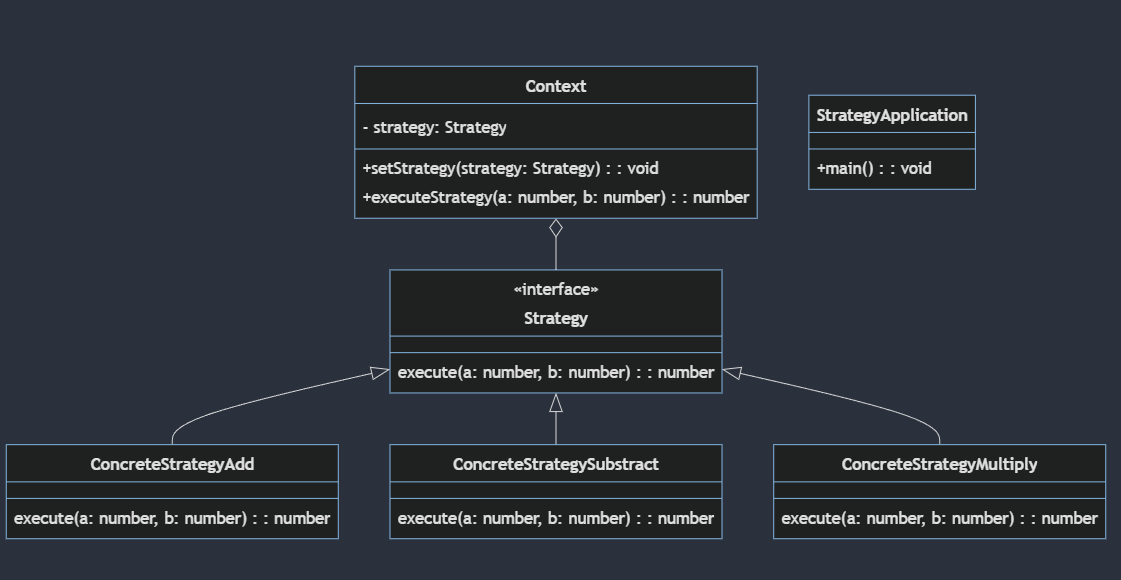 Context
- strategy: Strategy
+setStrategy(strategy: Strategy) : : void
+executeStrategy(a: number, b: number) : : number
StrategyApplication
+main() : : void
«interface»
Strategy
execute(a: number, b: number) : : number
ConcreteStrategyAdd
execute(a: number, b: number) : : number
ConcreteStrategySubstract
execute(a: number, b: number) : : number
ConcreteStrategyMultiply
execute(a: number, b: number) : : number